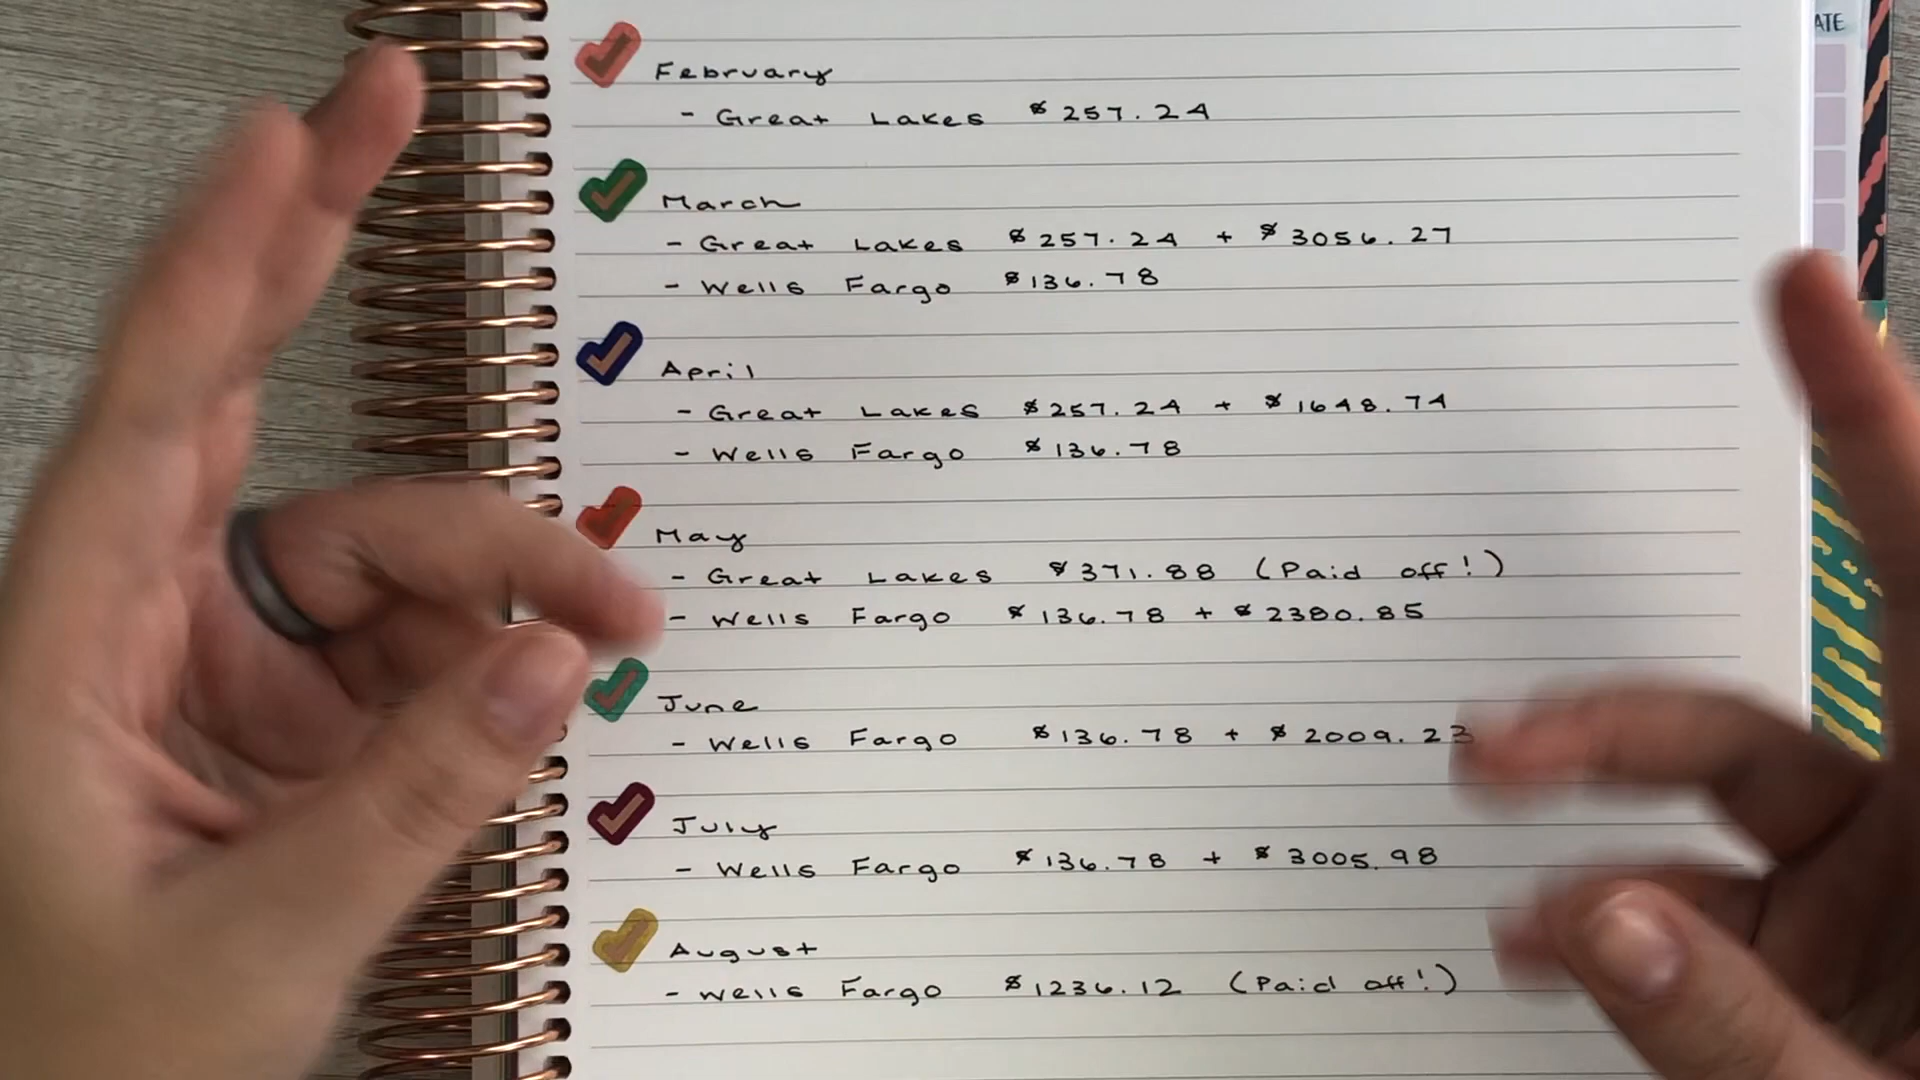 ATE
February
- Great Lakes $257.24
March
- Great Lakes $257.24 + $3056.27
- Wells Fargo $136.78
April
- Great Lakes $257.24 + $1648.74
- Wells Fargo $136.78
May
- Great Lakes $371.88 (Paid off!)
- Wells Fargo $136.78 + $2380.85
June
- Wells Fargo $136.78 + $2009.23
July
- Wells Fargo $136.78 + $3005.98
August
- Wells Fargo $1236.12 (Paid off!)